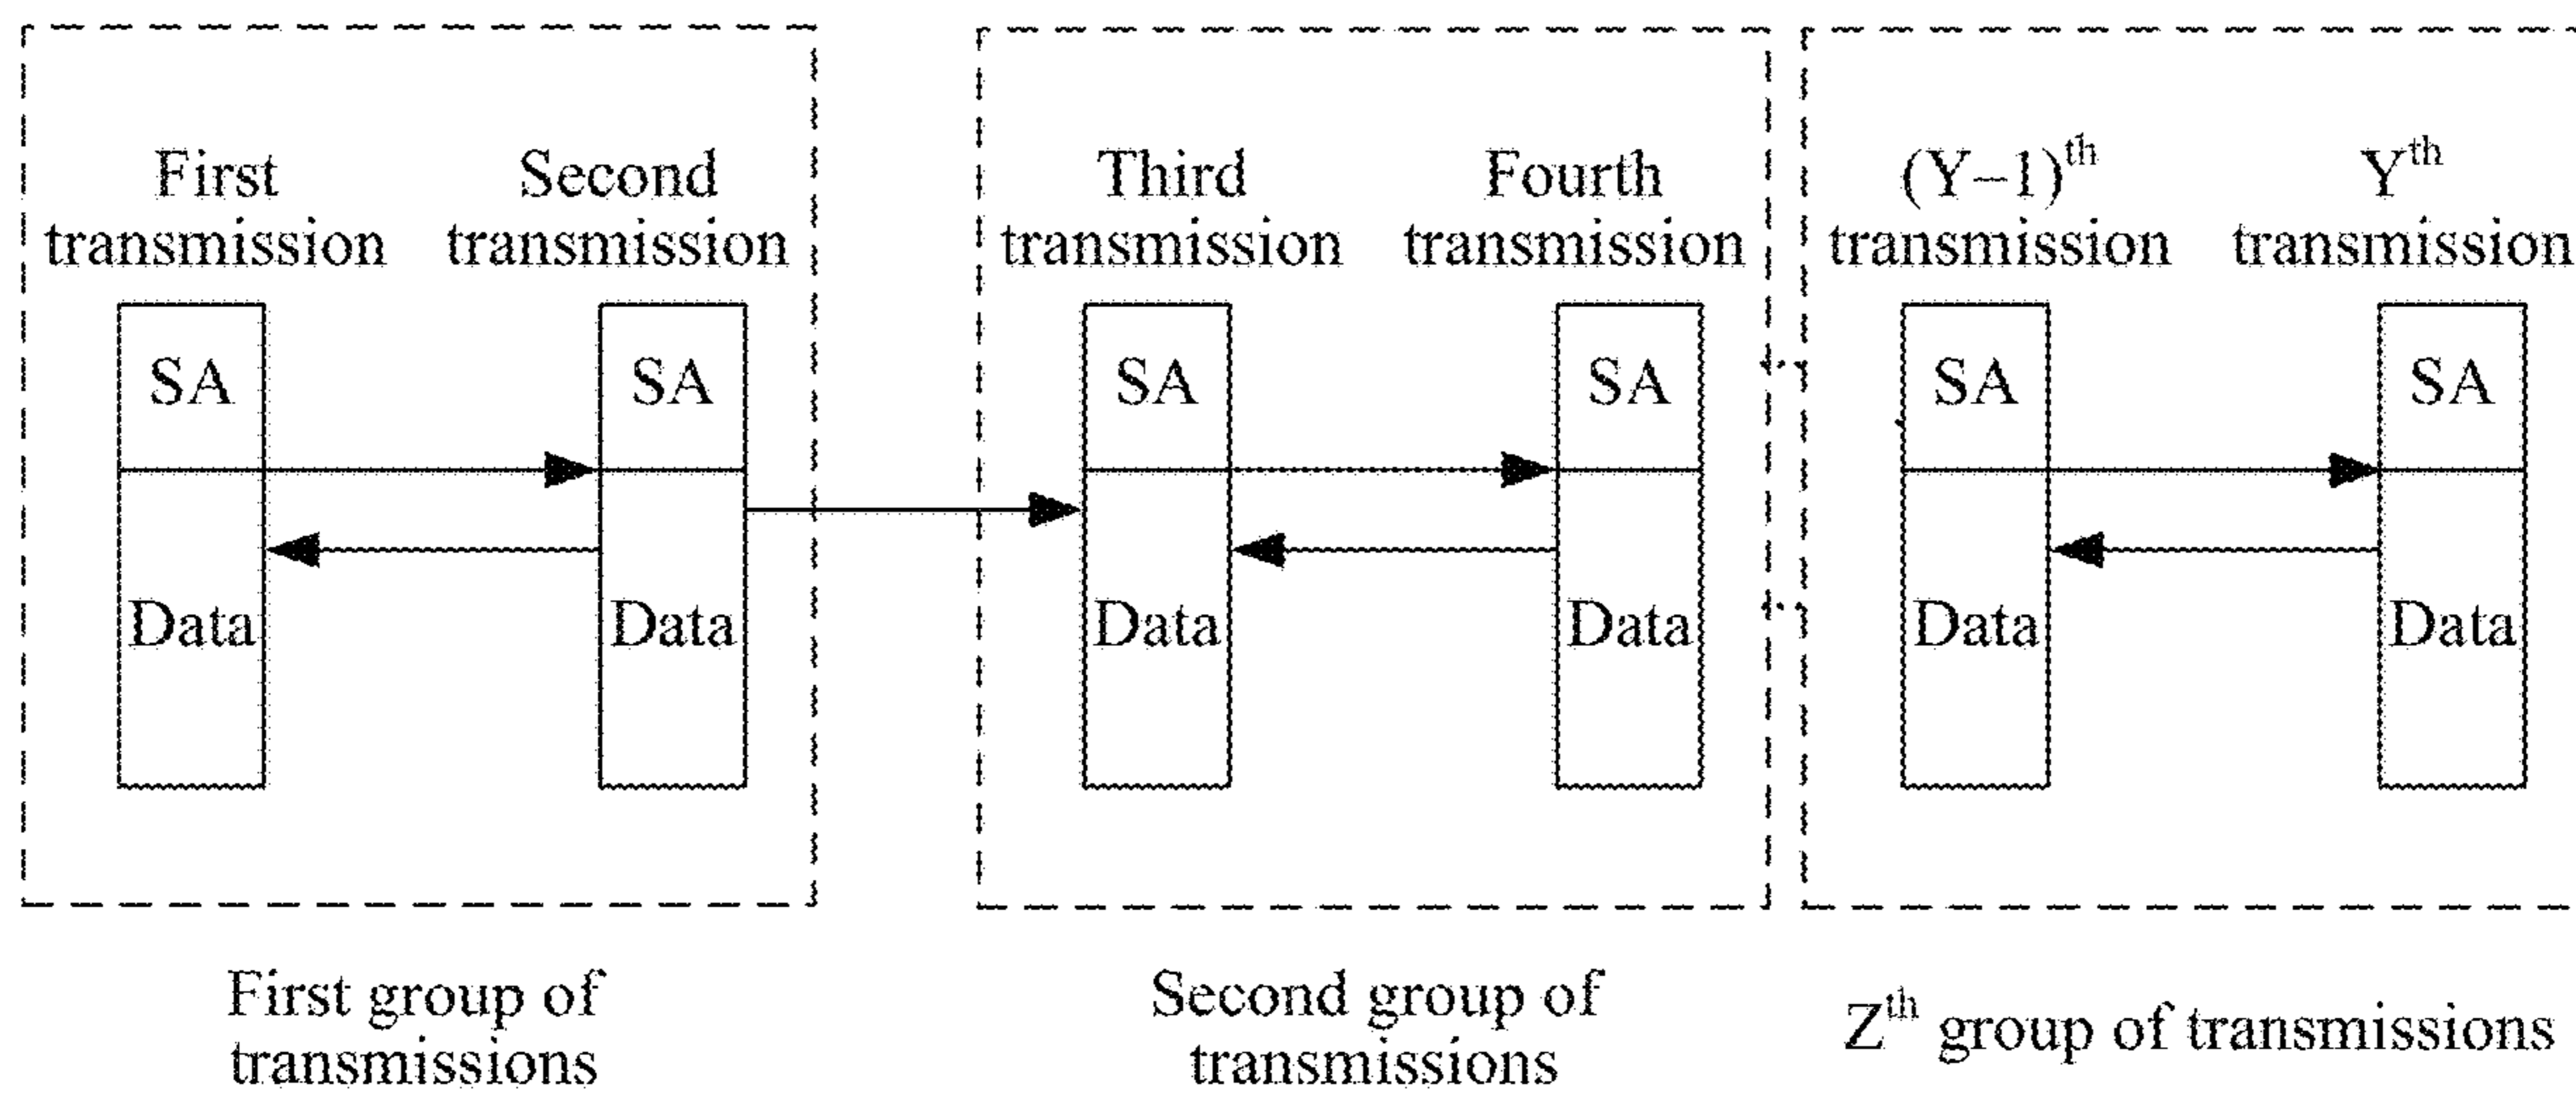 First
transmission
Second
transmission
Third
transmission
Fourth
transmission
(Y–1)th
transmission
Yth
transmission
SA
SA
SA
SA
SA
SA
Data
Data
Data
Data
Data
Data
First group of
transmissions
Second group of
transmissions
Zth group of transmissions